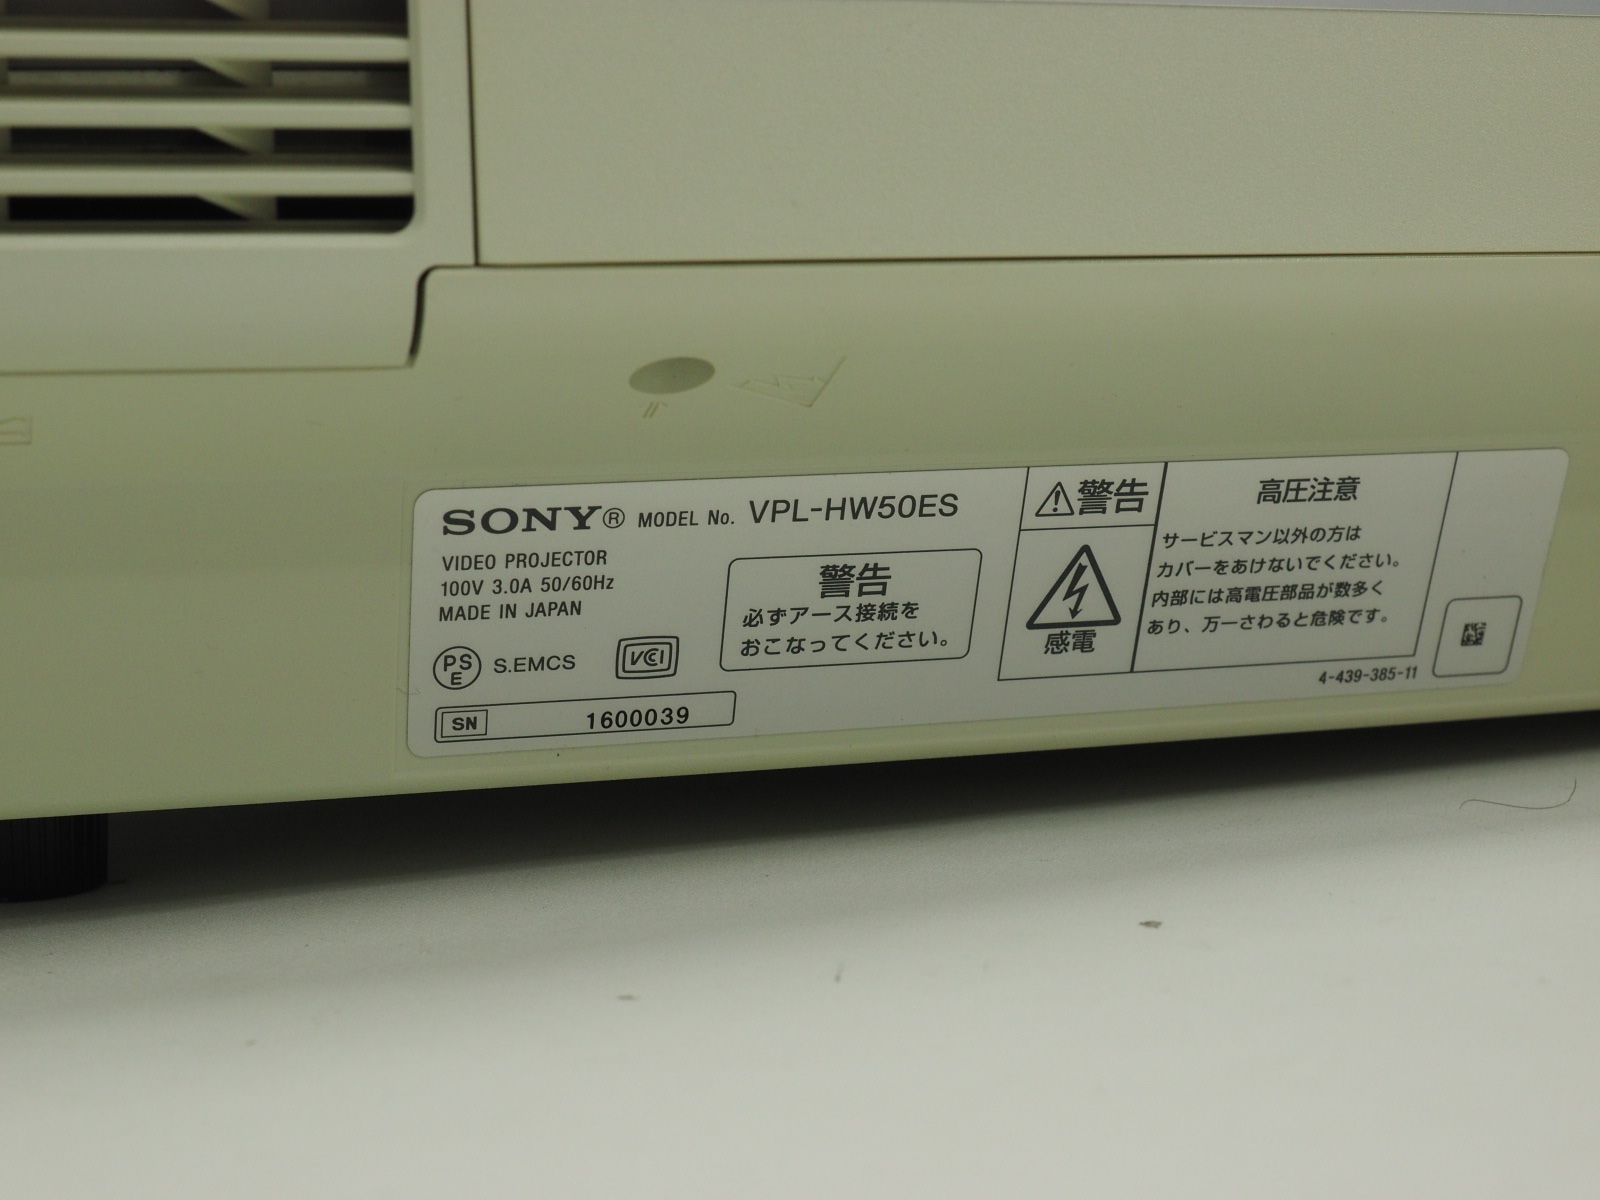 SONY® MODEL No. VPL-HW50ES
VIDEO PROJECTOR
100V 3.0A 50/60Hz
MADE IN JAPAN
PS
E
S.EMCS
VCCI
SN 1600039
警告
必ずアース接続を
おこなってください。
警告
感電
高圧注意
サービスマン以外の方は
カバーをあけないでください。
内部には高電圧部品が数多く
あり、万一さわると危険です。
4-439-385-11